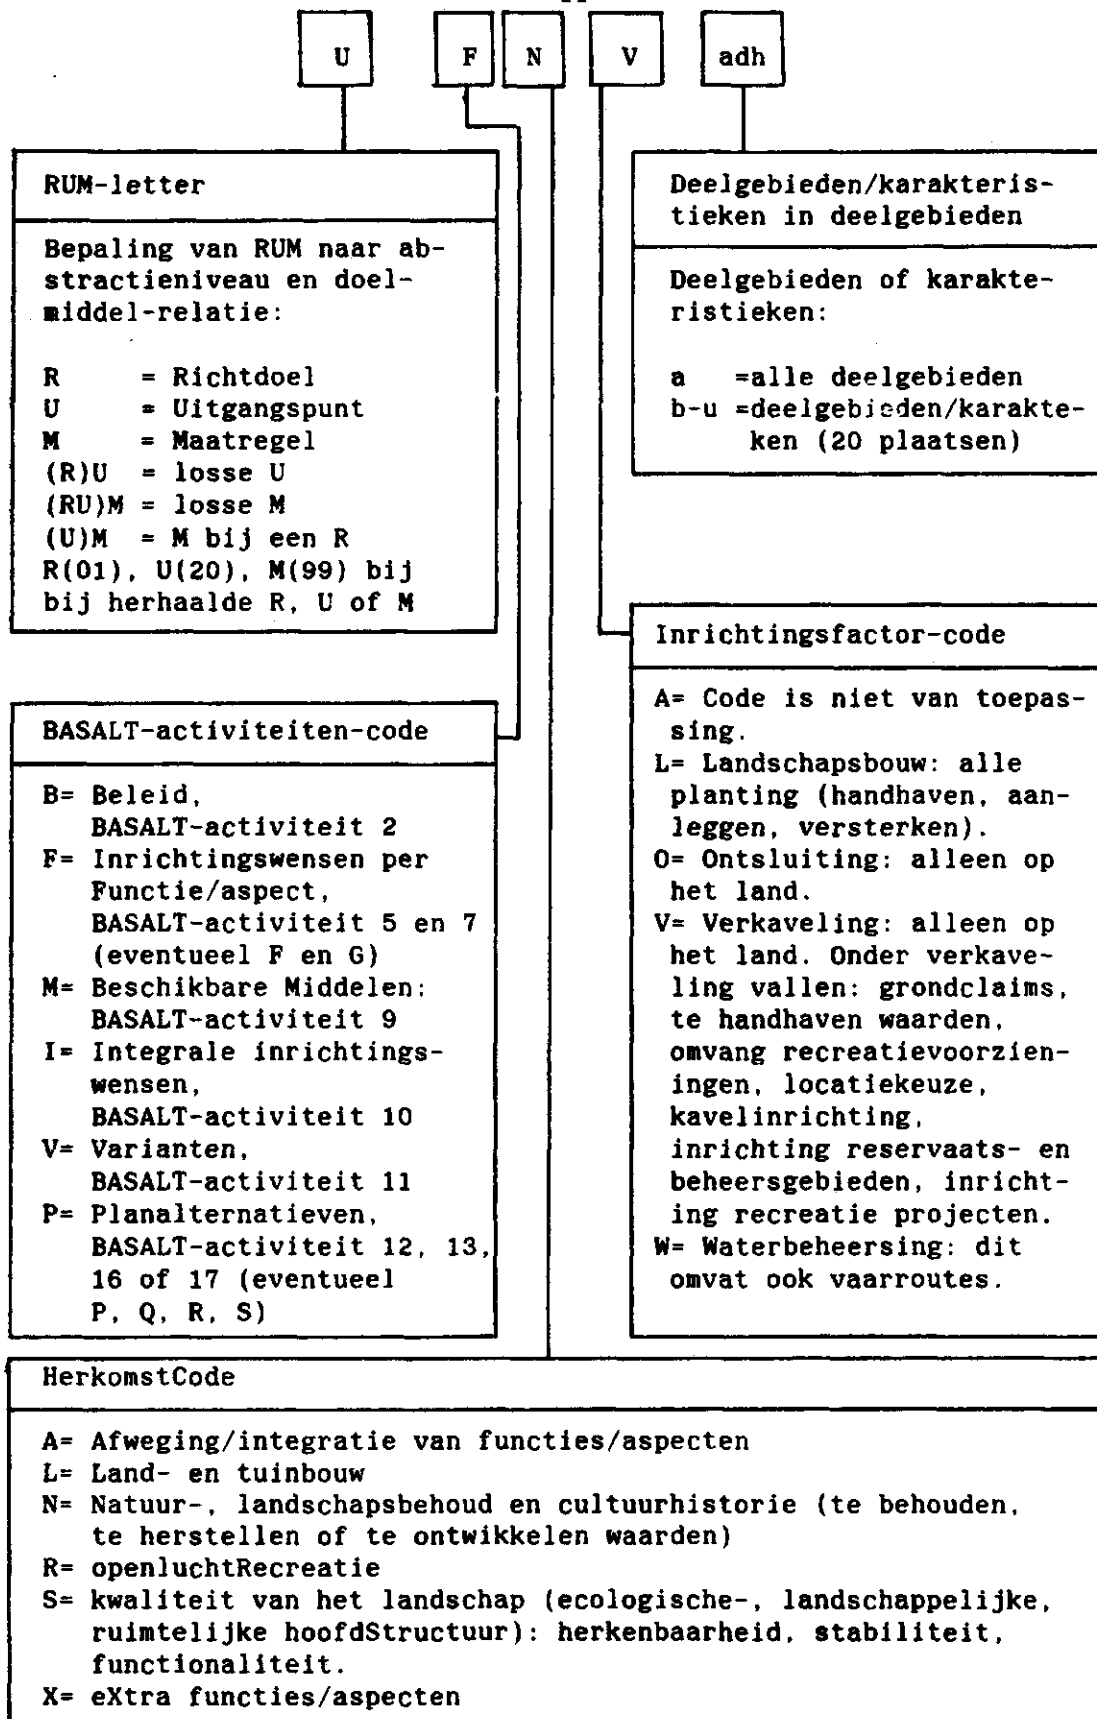 U F N V adh
RUM-letter
Bepaling van RUM naar ab-
stractieniveau en doel-
middel-relatie:
R = Richtdoel
U = Uitgangspunt
M = Maatregel
(R)U = losse U
(RU)M = losse M
(U)M = M bij een R
R(01), U(20), M(99) bij
bij herhaalde R, U of M
Deelgebieden/karakteris-
tieken in deelgebieden
Deelgebieden of karakte-
ristieken:
a =alle deelgebieden
b-u =deelgebieden/karakte-
ken (20 plaatsen)
BASALT-activiteiten-code
B= Beleid,
BASALT-activiteit 2
F= Inrichtingswensen per
Functie/aspect,
BASALT-activiteit 5 en 7
(eventueel F en G)
M= Beschikbare Middelen:
BASALT-activiteit 9
I= Integrale inrichtings-
wensen,
BASALT-activiteit 10
V= Varianten,
BASALT-activiteit 11
P= Planalternatieven,
BASALT-activiteit 12, 13,
16 of 17 (eventueel
P, Q, R, S)
Inrichtingsfactor-code
A= Code is niet van toepas-
sing.
L= Landschapsbouw: alle
planting (handhaven, aan-
leggen, versterken).
O= Ontsluiting: alleen op
het land.
V= Verkaveling: alleen op
het land. Onder verkave-
ling vallen: grondclaims,
te handhaven waarden,
omvang recreatievoorzien-
ingen, locatiekeuze,
kavelinrichting,
inrichting reservaats- en
beheersgebieden, inricht-
ing recreatie projecten.
W= Waterbeheersing: dit
omvat ook vaarroutes.
HerkomstCode
A= Afweging/integratie van functies/aspecten
L= Land- en tuinbouw
N= Natuur-, landschapsbehoud en cultuurhistorie (te behouden,
te herstellen of te ontwikkelen waarden)
R= openluchtRecreatie
S= kwaliteit van het landschap (ecologische-, landschappelijke,
ruimtelijke hoofdStructuur): herkenbaarheid, stabiliteit,
functionaliteit.
X= eXtra functies/aspecten